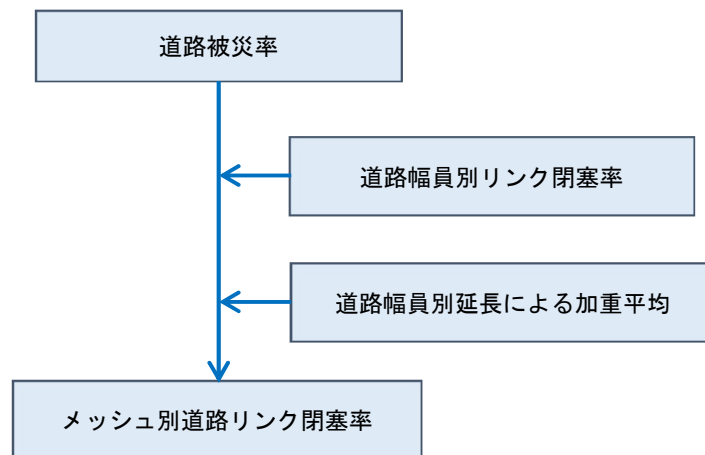 道路被災率
道路幅員別リンク閉塞率
道路幅員別延長による加重平均
メッシュ別道路リンク閉塞率